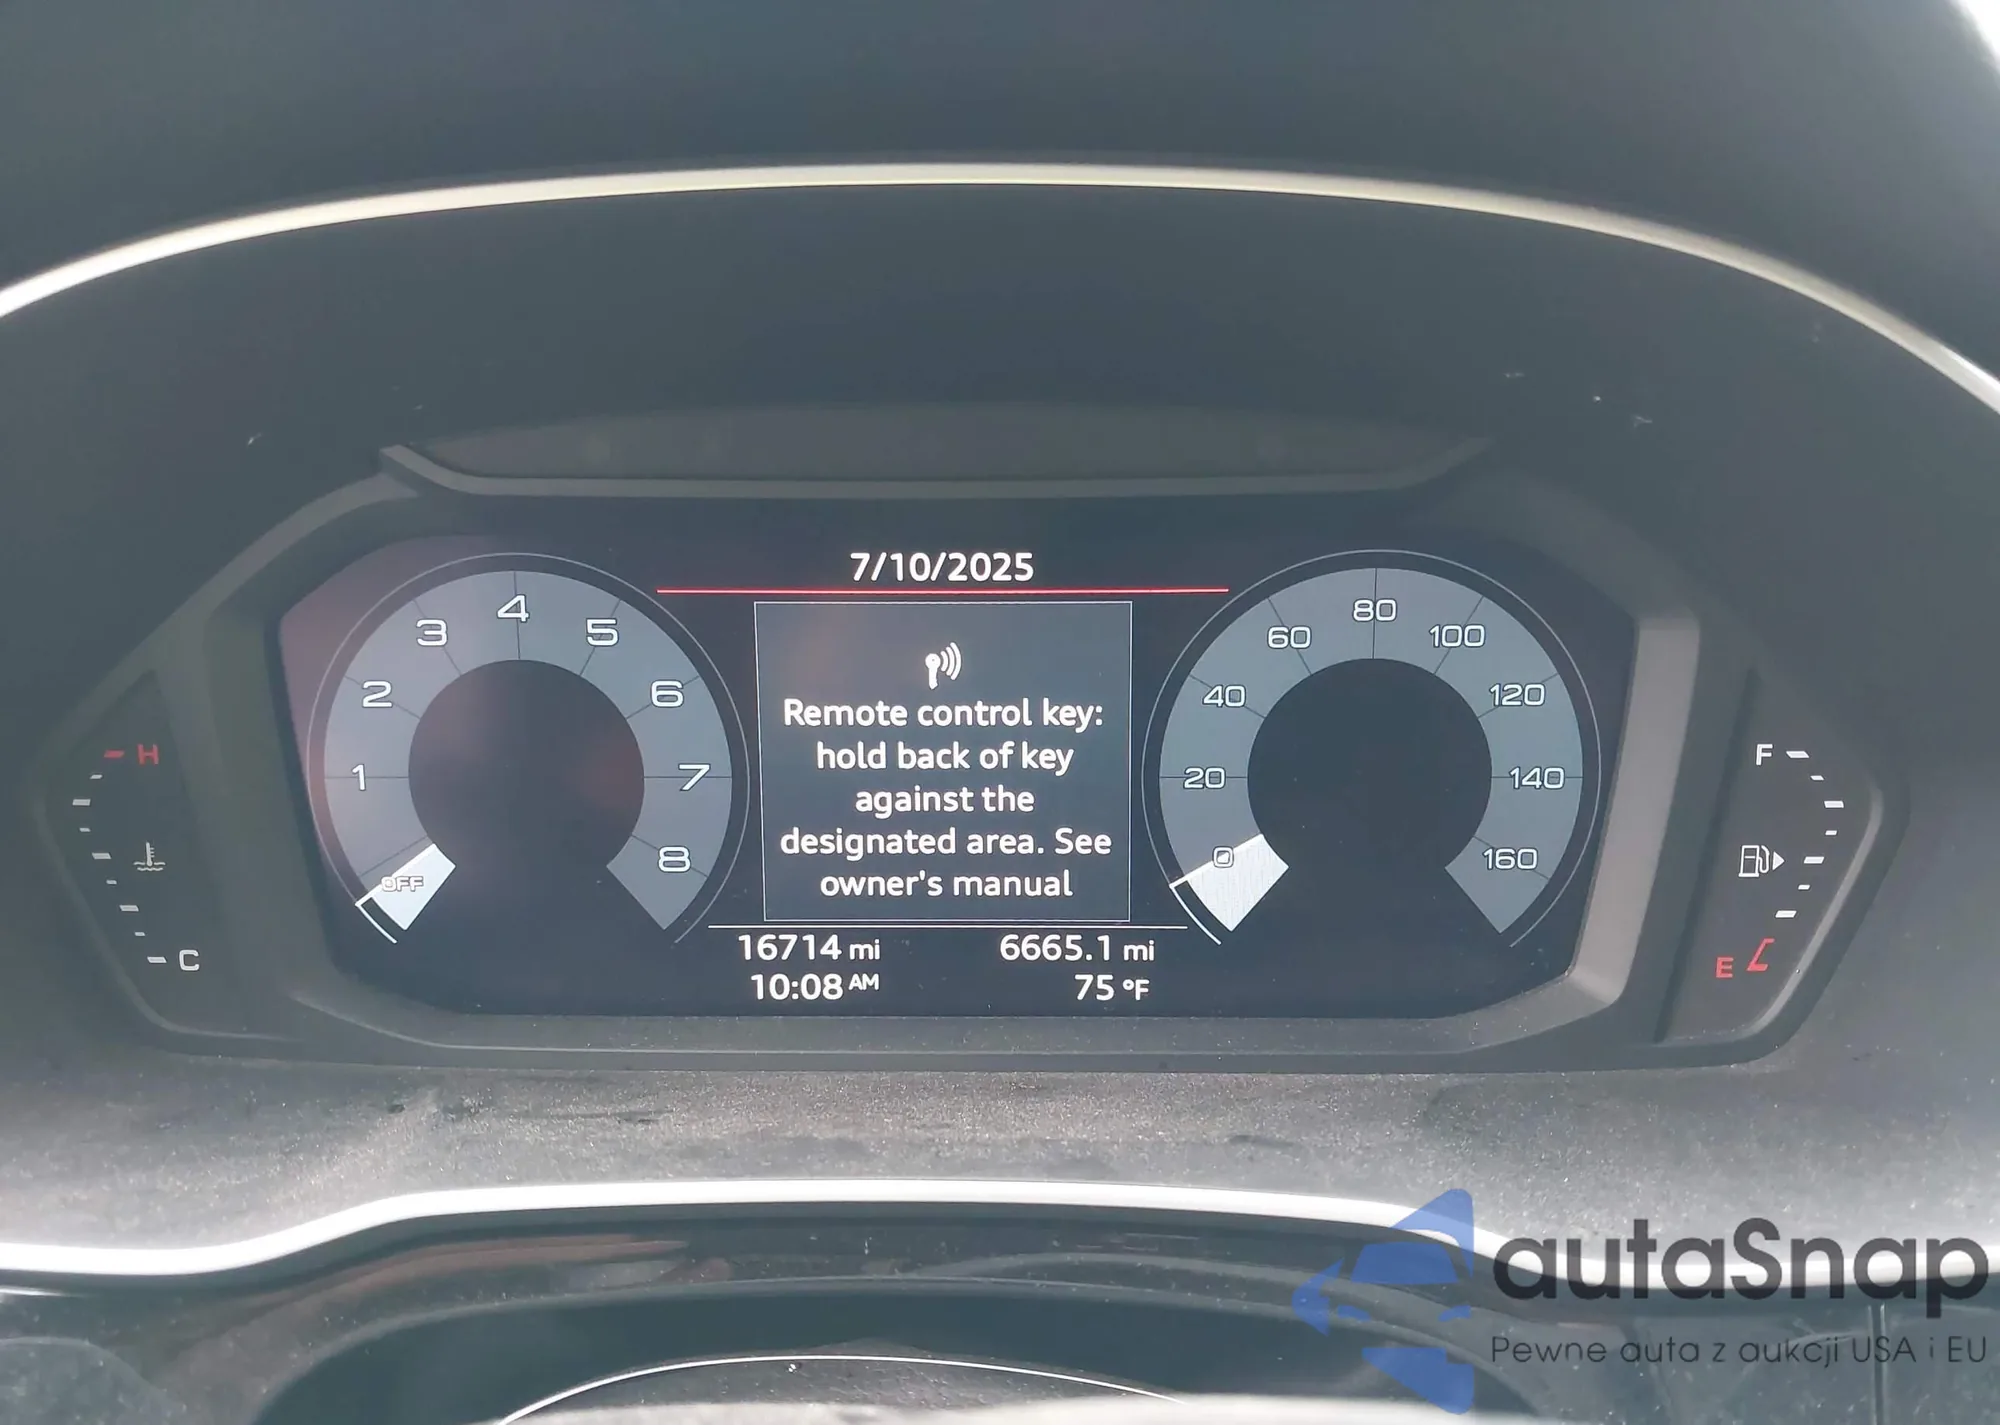 7/10/2025
Remote control key:
hold back of key
against the
designated area. See
owner's manual
16714 mi
6665.1 mi
10:08 AM
75 °F
OFF
1
2
3
4
5
6
7
8
0
20
40
60
80
100
120
140
160
H
C
F
E
autaSnap
Pewne auta z aukcji USA i EU